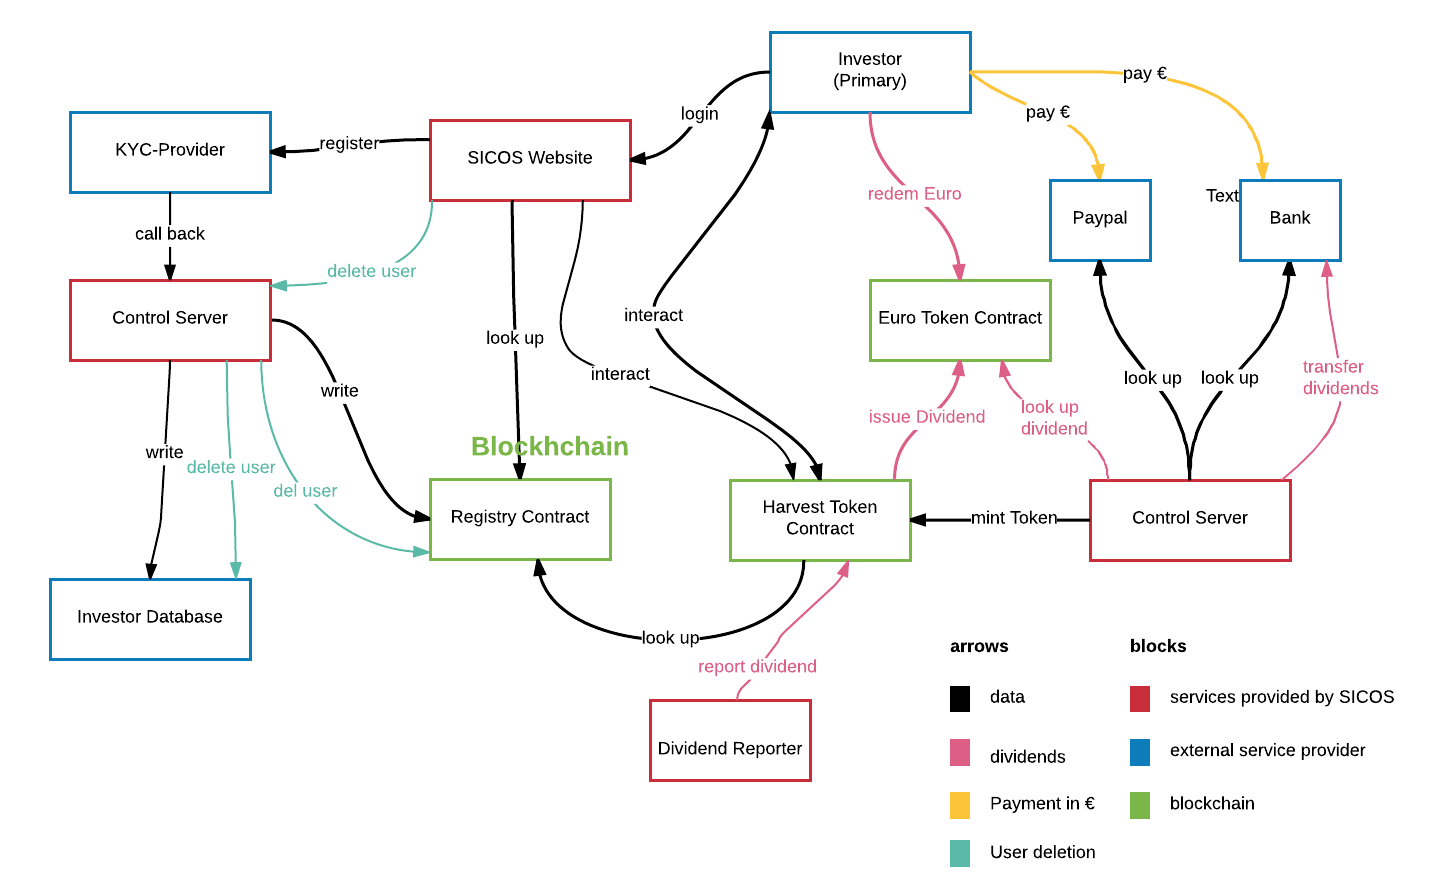 Investor
(Primary)
pay €
pay €
login
register
KYC-Provider
SICOS Website
redem Euro
Text
Paypal
Bank
call back
delete user
Control Server
interact
Euro Token Contract
look up
interact
write
look up
look up
transfer
dividends
issue Dividend
look up
dividend
Blockhchain
write
delete user
del user
Registry Contract
Harvest Token
Contract
mint Token
Control Server
Investor Database
look up
report dividend
Dividend Reporter
arrows
blocks
data
services provided by SICOS
dividends
external service provider
Payment in €
blockchain
User deletion